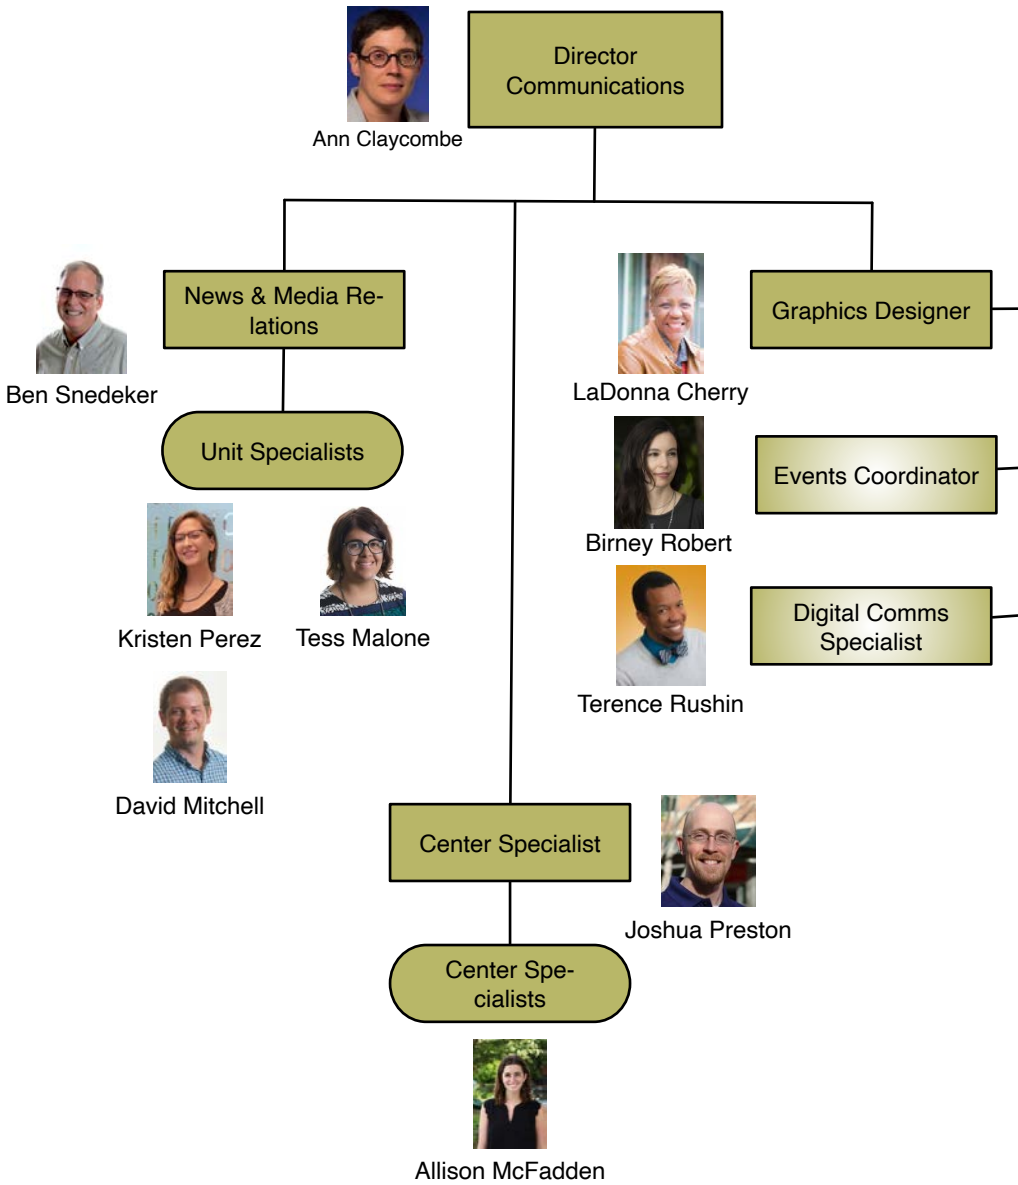 Director
Communications
Ann Claycombe
News & Media Re-
lations
Ben Snedeker
Unit Specialists
Kristen Perez
Tess Malone
David Mitchell
LaDonna Cherry
Graphics Designer
Birney Robert
Events Coordinator
Terence Rushin
Digital Comms
Specialist
Center Specialist
Joshua Preston
Center Spe-
cialists
Allison McFadden